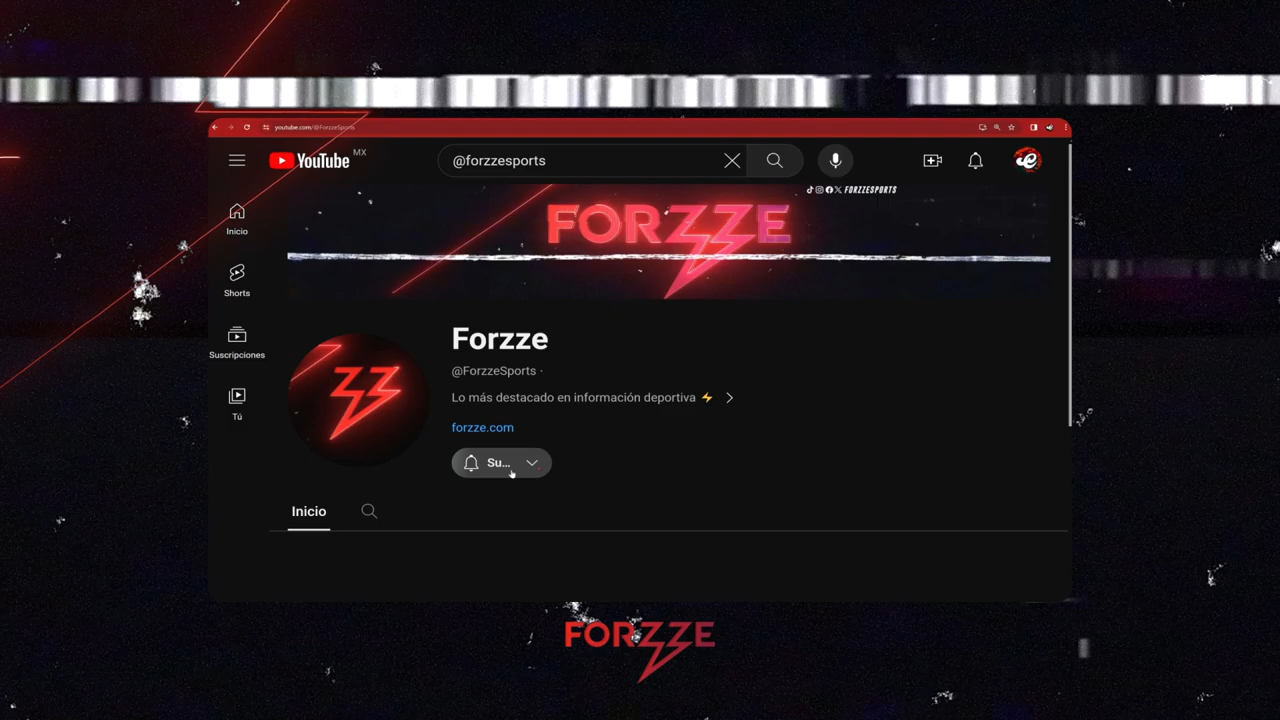 youtube.com/@ForzzeSports
YouTube MX
@forzzesports
FORZZESPORTS
FORZZE
Inicio
Shorts
Suscripciones
Tú
Forzze
@ForzzeSports ·
Lo más destacado en información deportiva ⚡
forzze.com
Su...
Inicio
FORZZE